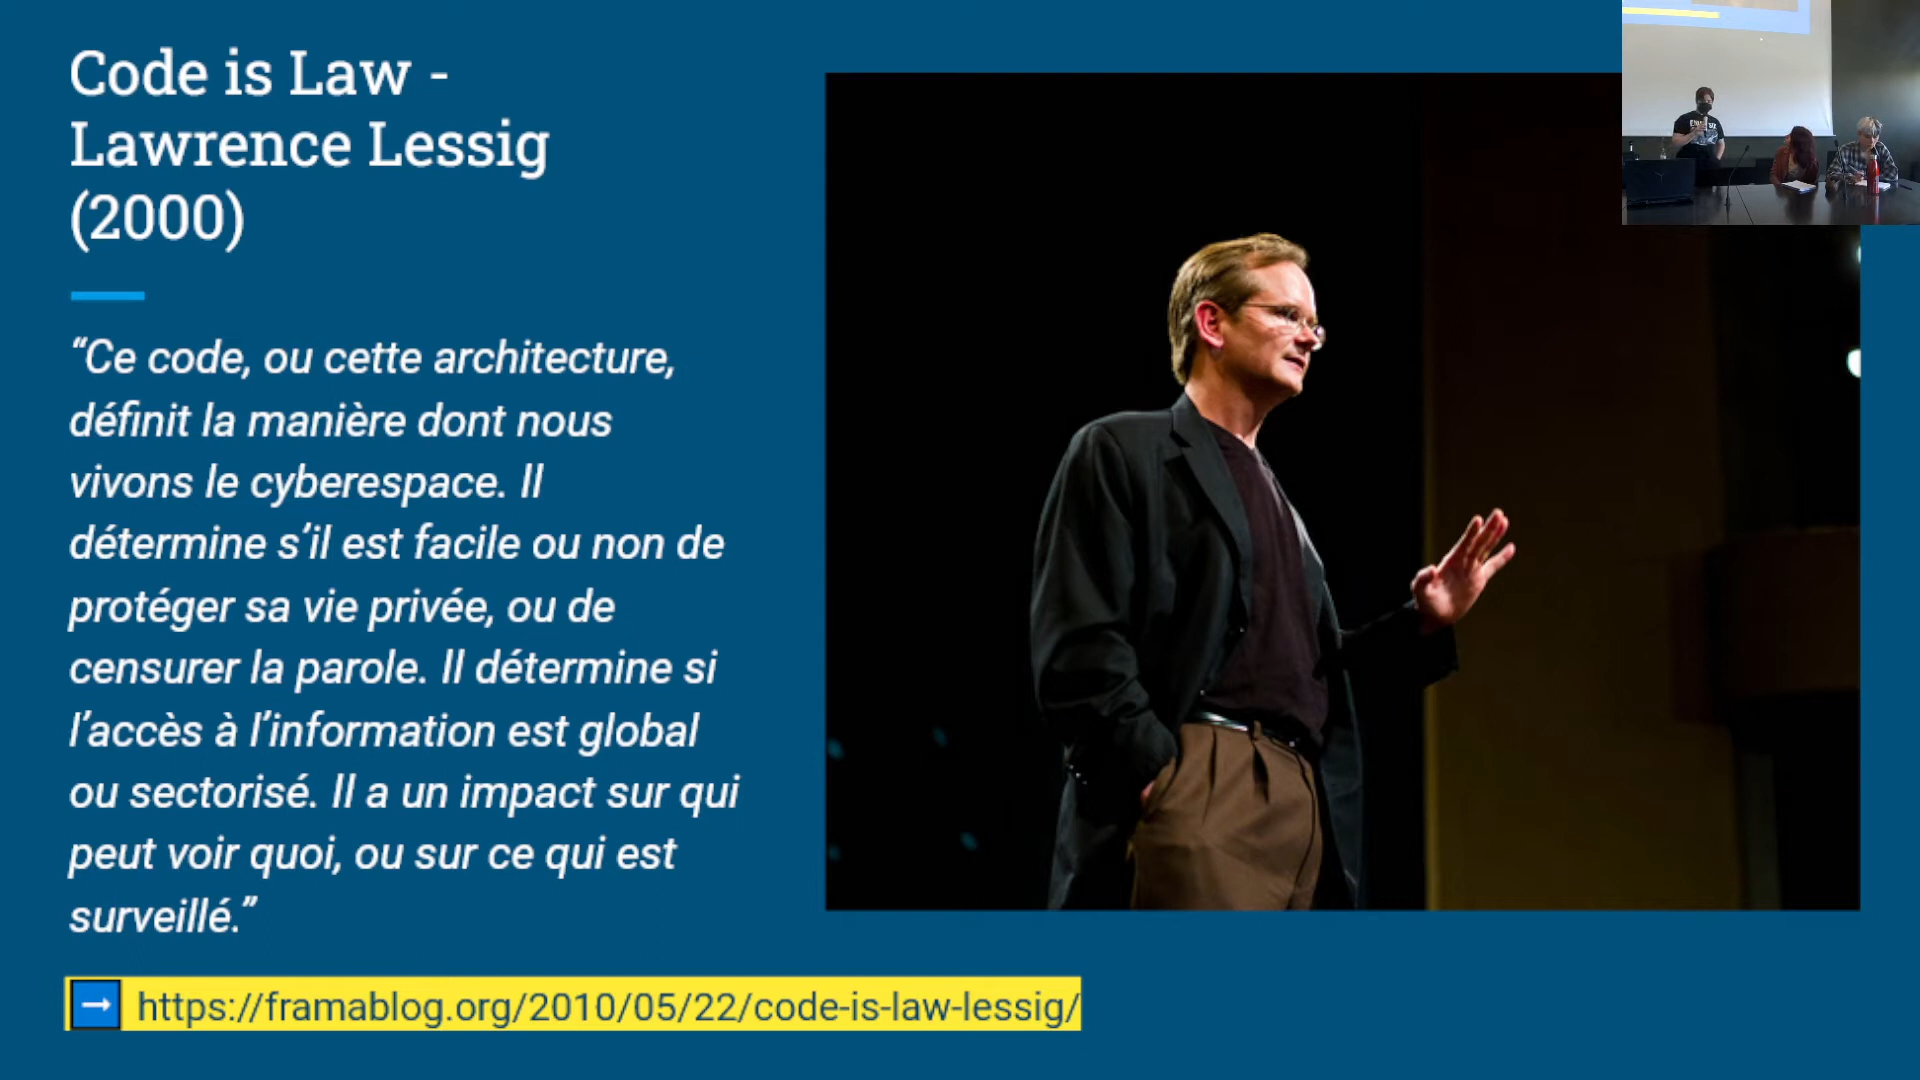 Code is Law -
Lawrence Lessig
(2000)
“Ce code, ou cette architecture,
définit la manière dont nous
vivons le cyberespace. Il
détermine s’il est facile ou non de
protéger sa vie privée, ou de
censurer la parole. Il détermine si
l’accès à l’information est global
ou sectorisé. Il a un impact sur qui
peut voir quoi, ou sur ce qui est
surveillé.”
➡ https://framablog.org/2010/05/22/code-is-law-lessig/